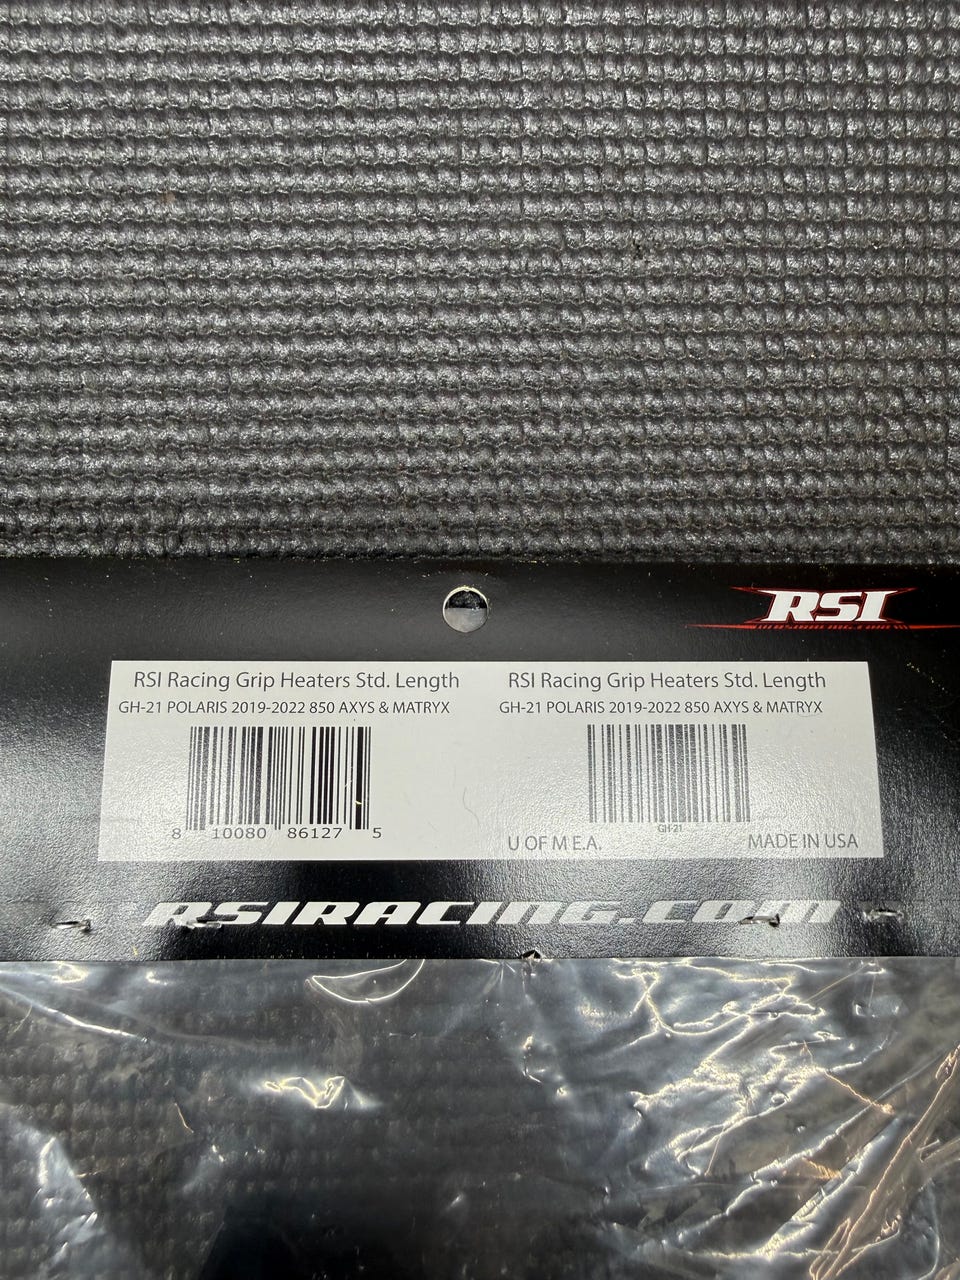 RSI
RSI Racing Grip Heaters Std. Length
GH-21 POLARIS 2019-2022 850 AXYS & MATRYX
8 10080 86127 5
RSI Racing Grip Heaters Std. Length
GH-21 POLARIS 2019-2022 850 AXYS & MATRYX
GH-21
U OF M E.A.
MADE IN USA
RSIRACING.COM